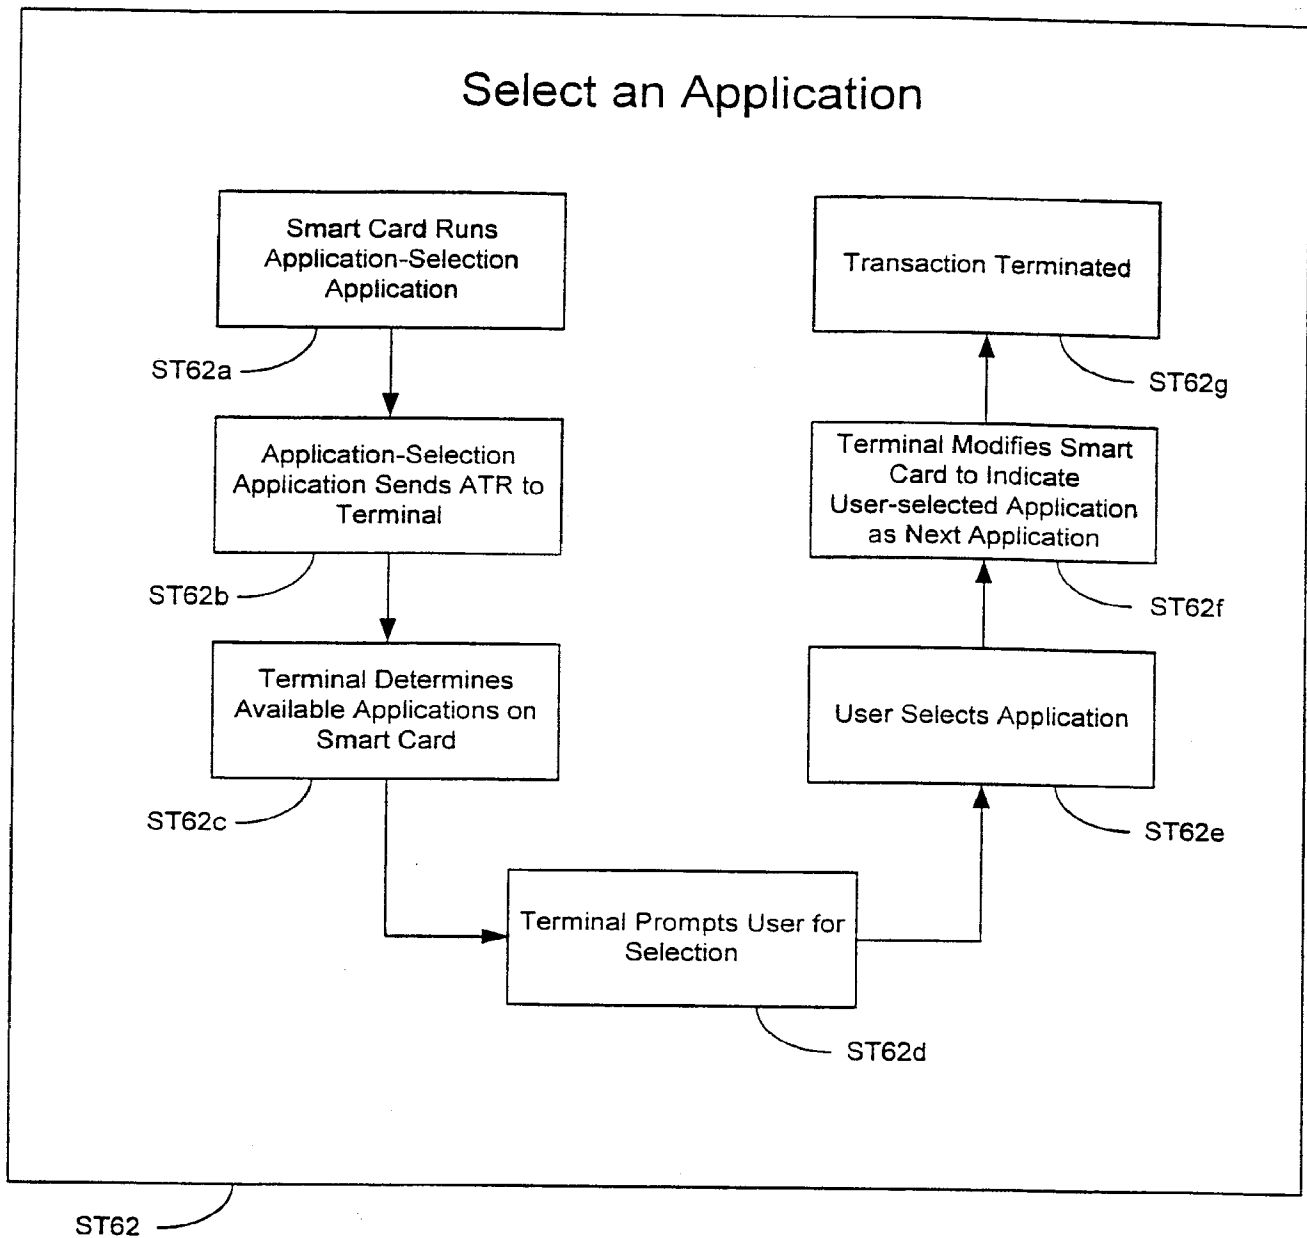 Select an Application
Smart Card Runs
Application-Selection
Application
ST62a
Application-Selection
Application Sends ATR to
Terminal
ST62b
Terminal Determines
Available Applications on
Smart Card
ST62c
Terminal Prompts User for
Selection
ST62d
User Selects Application
ST62e
Terminal Modifies Smart
Card to Indicate
User-selected Application
as Next Application
ST62f
Transaction Terminated
ST62g
ST62